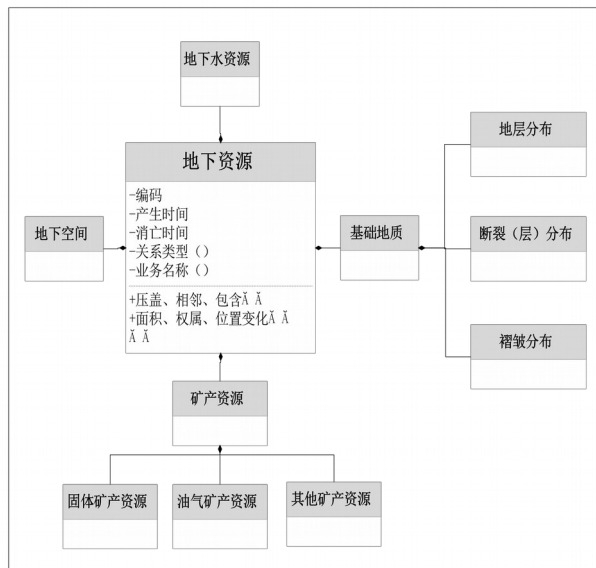 地下水资源
地下资源
-编码
-产生时间
-消亡时间
-关系类型（）
-业务名称（）
+压盖、相邻、包含Ă Ă
+面积、权属、位置变化Ă Ă
Ă Ă
地下空间
基础地质
地层分布
断裂（层）分布
褶皱分布
矿产资源
固体矿产资源
油气矿产资源
其他矿产资源